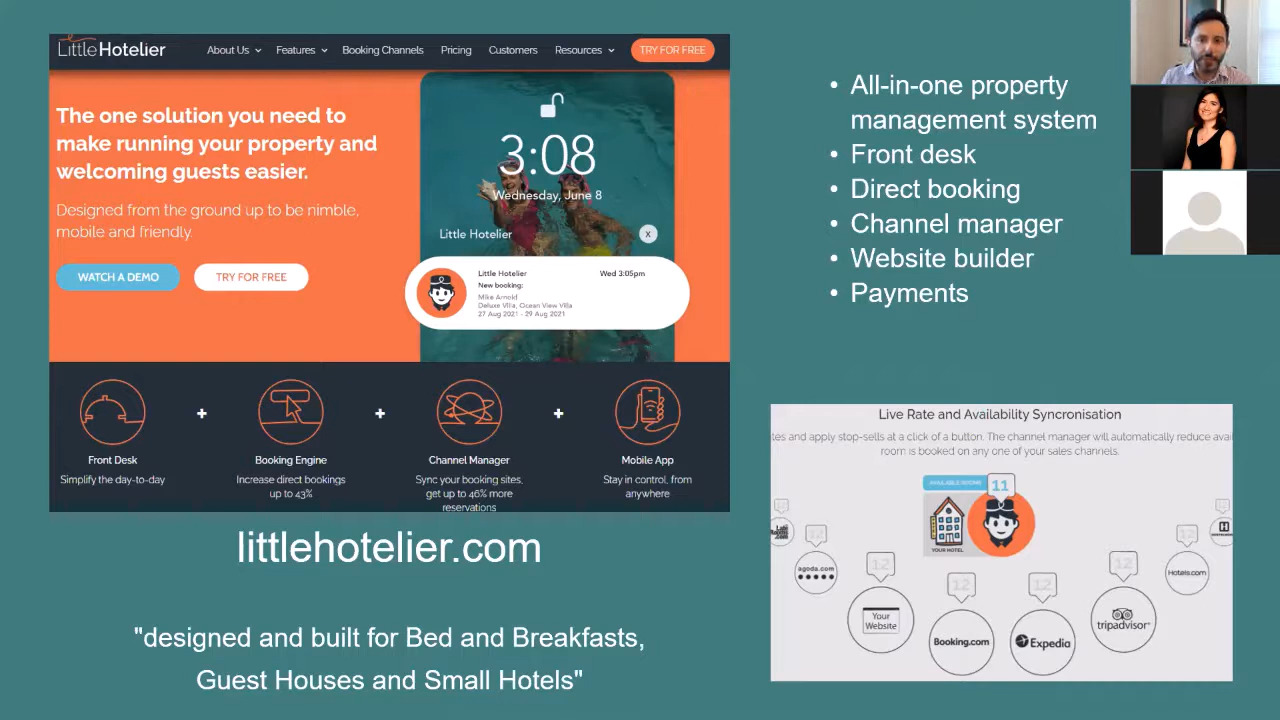 LittleHotelier
About Us
Features
Booking Channels
Pricing
Customers
Resources
TRY FOR FREE
The one solution you need to
make running your property and
welcoming guests easier.
Designed from the ground up to be nimble,
mobile and friendly.
WATCH A DEMO
TRY FOR FREE
3:08
Wednesday, June 8
Little Hotelier
x
Little Hotelier
Wed 3:05pm
New booking:
Mike Arnold
Deluxe Villa, Ocean View Villa
27 Aug 2021 - 29 Aug 2021
Front Desk
Simplify the day-to-day
+
Booking Engine
Increase direct bookings
up to 43%
+
Channel Manager
Sync your booking sites,
get up to 46% more
reservations
+
Mobile App
Stay in control, from
anywhere
littlehotelier.com
"designed and built for Bed and Breakfasts,
Guest Houses and Small Hotels"
• All-in-one property
management system
• Front desk
• Direct booking
• Channel manager
• Website builder
• Payments
Live Rate and Availability Syncronisation
tes and apply stop-sells at a click of a button. The channel manager will automatically reduce avai
room is booked on any one of your sales channels.
AVAILABLE ROOMS
11
YOUR HOTEL
12
agoda.com
12
Your
Website
12
Booking.com
12
Expedia
12
tripadvisor
12
Hotels.com